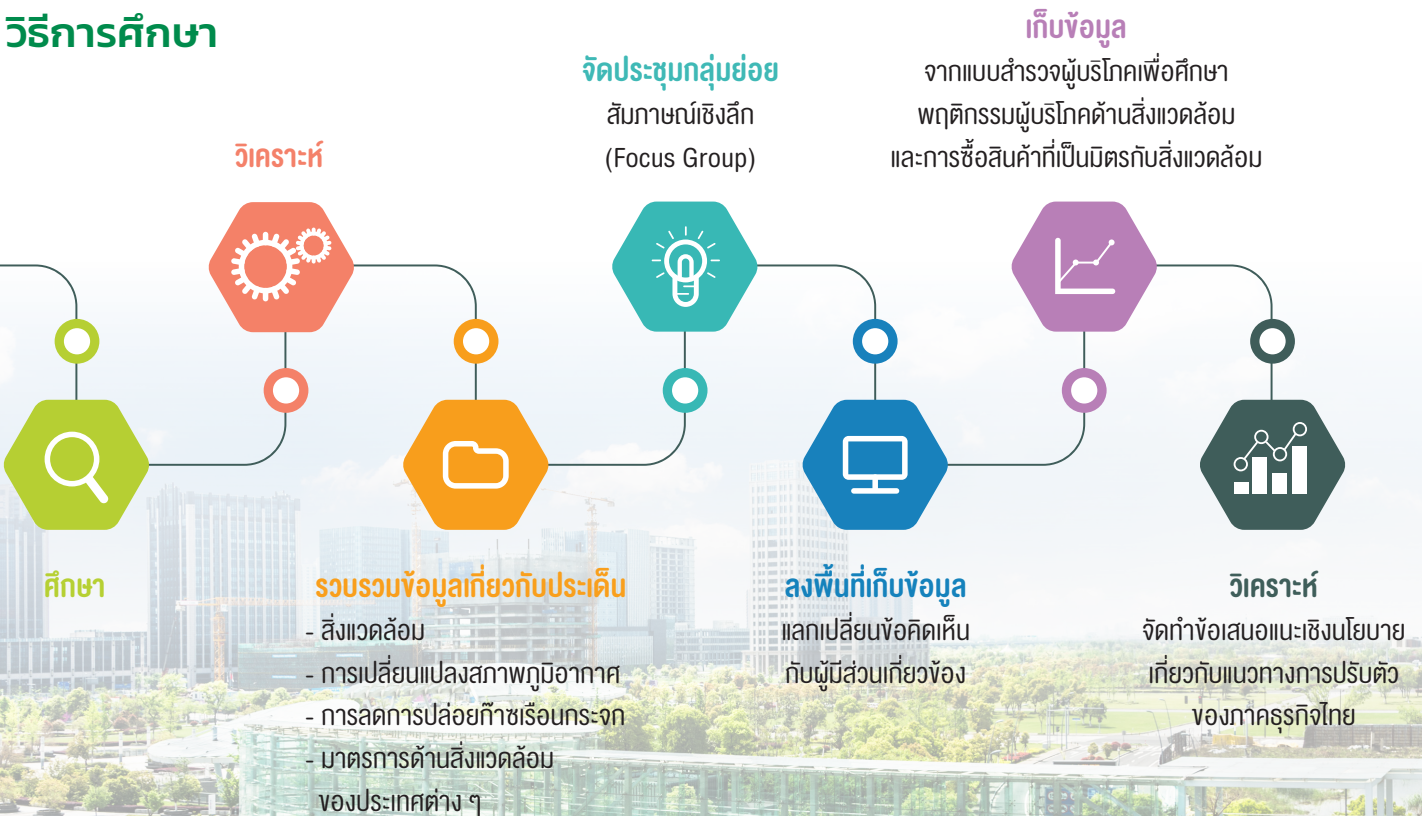 วิธีการศึกษา
ศึกษา
วิเคราะห์
รวบรวมข้อมูลเกี่ยวกับประเด็น
- สิ่งแวดล้อม
- การเปลี่ยนแปลงสภาพภูมิอากาศ
- การลดการปล่อยก๊าซเรือนกระจก
- มาตรการด้านสิ่งแวดล้อม
ของประเทศต่าง ๆ
จัดประชุมกลุ่มย่อย
สัมภาษณ์เชิงลึก
(Focus Group)
ลงพื้นที่เก็บข้อมูล
แลกเปลี่ยนข้อคิดเห็น
กับผู้มีส่วนเกี่ยวข้อง
เก็บข้อมูล
จากแบบสำรวจผู้บริโภคเพื่อศึกษา
พฤติกรรมผู้บริโภคด้านสิ่งแวดล้อม
และการซื้อสินค้าที่เป็นมิตรกับสิ่งแวดล้อม
วิเคราะห์
จัดทำข้อเสนอแนะเชิงนโยบาย
เกี่ยวกับแนวทางการปรับตัว
ของภาคธุรกิจไทย